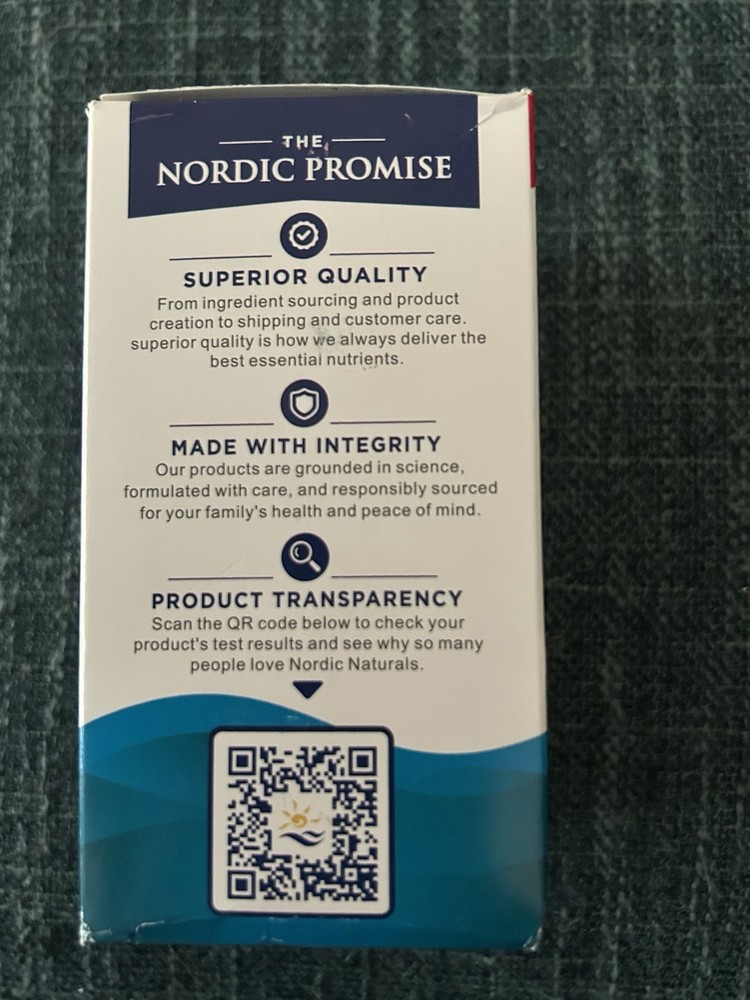 THE
NORDIC PROMISE
SUPERIOR QUALITY
From ingredient sourcing and product
creation to shipping and customer care.
superior quality is how we always deliver the
best essential nutrients.
MADE WITH INTEGRITY
Our products are grounded in science,
formulated with care, and responsibly sourced
for your family's health and peace of mind.
PRODUCT TRANSPARENCY
Scan the QR code below to check your
product's test results and see why so many
people love Nordic Naturals.